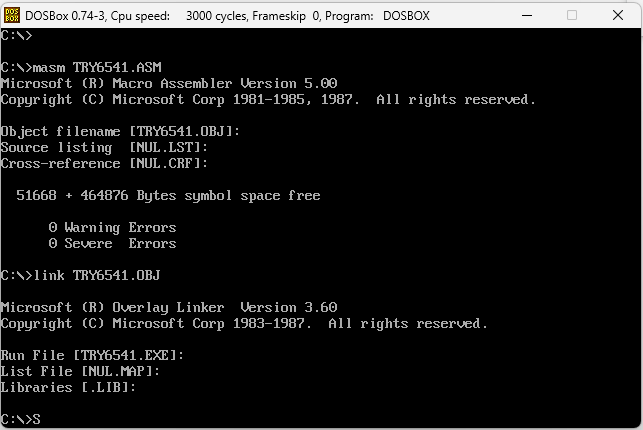 DOSBox 0.74-3, Cpu speed:    3000 cycles, Frameskip  0, Program:   DOSBOX
C:\>
C:\>masm TRY6541.ASM
Microsoft (R) Macro Assembler Version 5.00
Copyright (C) Microsoft Corp 1981-1985, 1987.  All rights reserved.
Object filename [TRY6541.OBJ]:
Source listing  [NUL.LST]:
Cross-reference [NUL.CRF]:
  51668 + 464876 Bytes symbol space free
      0 Warning Errors
      0 Severe  Errors
C:\>link TRY6541.OBJ
Microsoft (R) Overlay Linker  Version 3.60
Copyright (C) Microsoft Corp 1983-1987.  All rights reserved.
Run File [TRY6541.EXE]:
List File [NUL.MAP]:
Libraries [.LIB]:
C:\>S